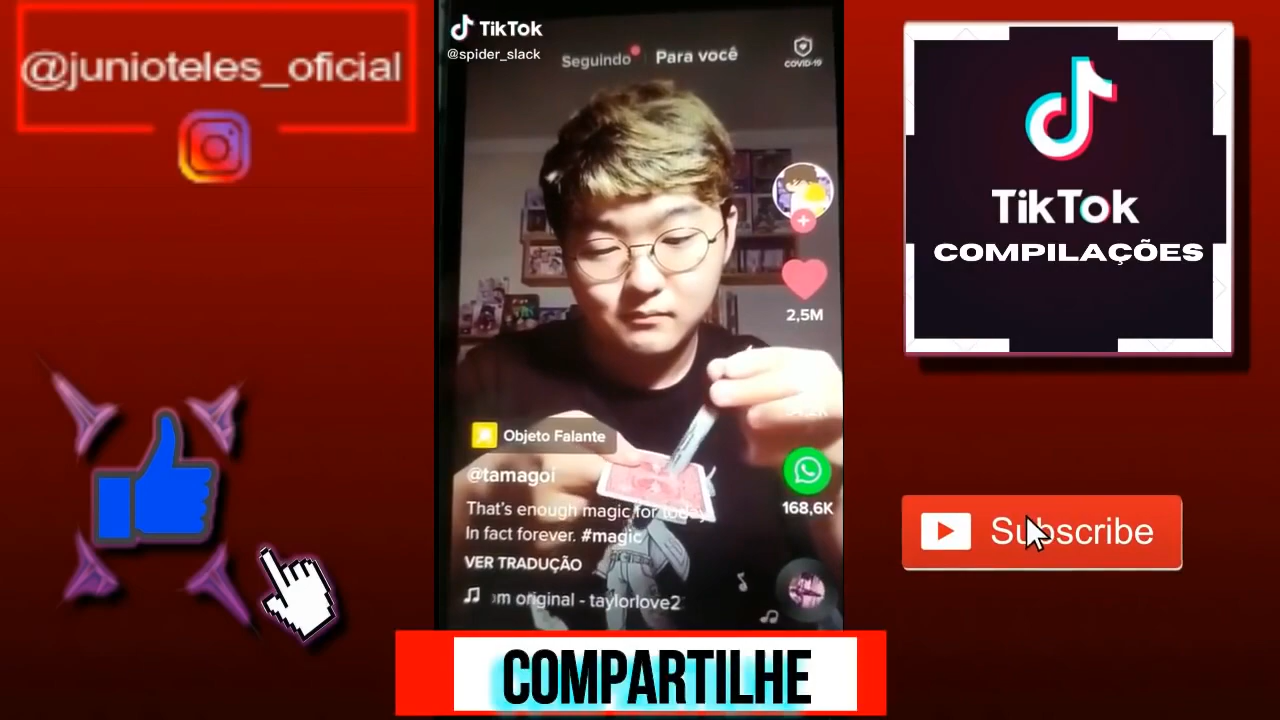 @junioteles_oficial
TikTok
@spider_slack
Seguindo
Para você
COVID-19
TikTok
COMPILAÇÕES
2,5M
Objeto Falante
@tamagoi
That's enough magic for today
In fact forever. #magic
168,6K
VER TRADUÇÃO
om original - taylorlove2
Subscribe
COMPARTILHE